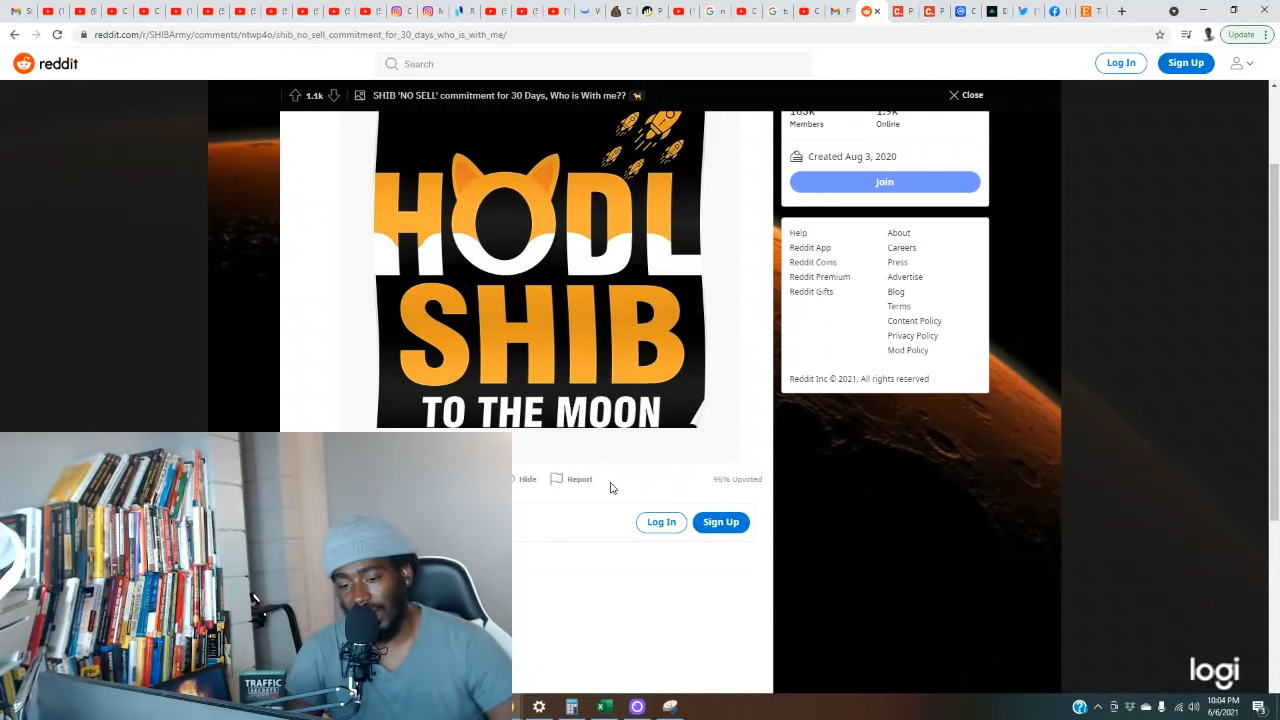 reddit.com/r/SHIBArmy/comments/ntwp4o/shib_no_sell_commitment_for_30_days_who_is_with_me/
Update
reddit
Search
Log In
Sign Up
1.1k
SHIB 'NO SELL' commitment for 30 Days, Who is With me??
Close
Members
Online
Created Aug 3, 2020
Join
HODL
SHIB
TO THE MOON
Help
About
Reddit App
Careers
Reddit Coins
Press
Reddit Premium
Advertise
Reddit Gifts
Blog
Terms
Content Policy
Privacy Policy
Mod Policy
Reddit Inc © 2021. All rights reserved
Hide
Report
95% Upvoted
Log In
Sign Up
TRAFFIC
SECRETS
logi
10:04 PM
6/6/2021